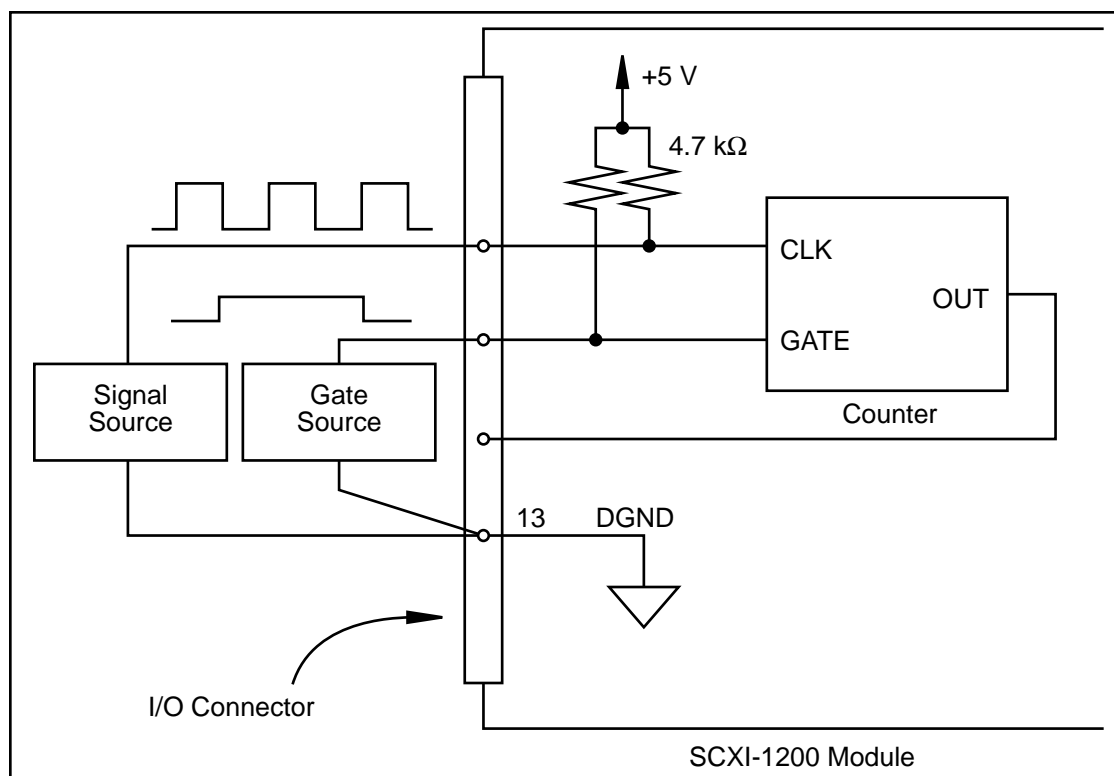 +5 V
4.7 kΩ
CLK
OUT
GATE
Signal
Source
Gate
Source
Counter
13
DGND
I/O Connector
SCXI-1200 Module